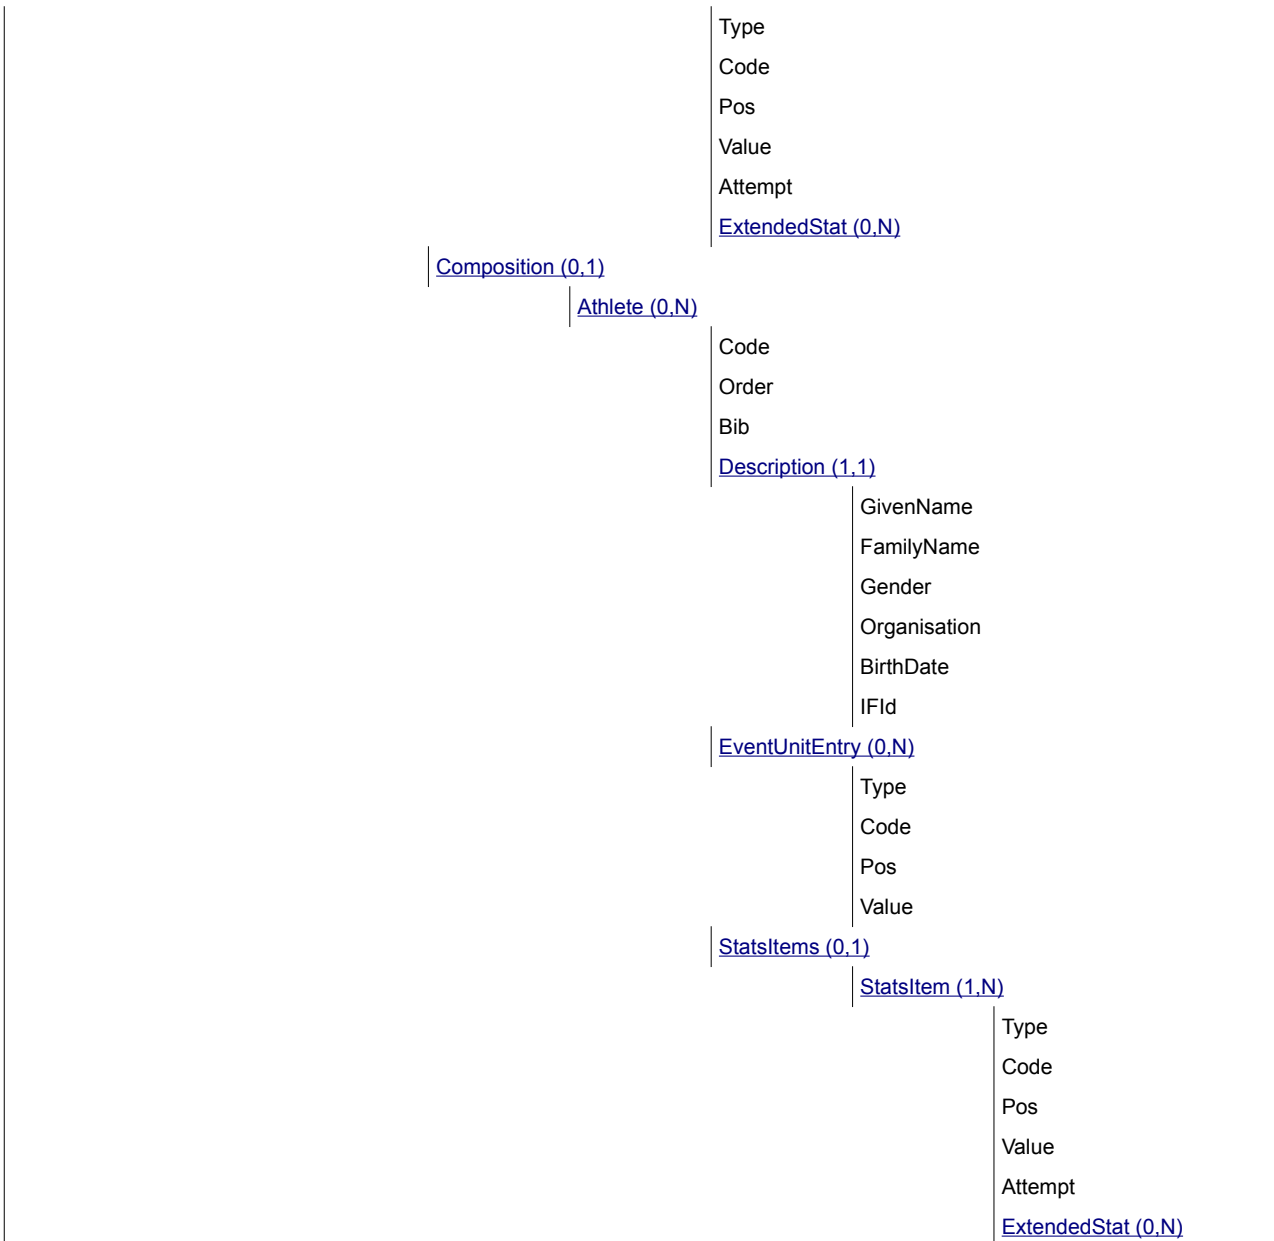 Type
Code
Pos
Value
Attempt
ExtendedStat (0,N)
Composition (0,1)
Athlete (0,N)
Code
Order
Bib
Description (1,1)
GivenName
FamilyName
Gender
Organisation
BirthDate
IFId
EventUnitEntry (0,N)
Type
Code
Pos
Value
StatsItems (0,1)
StatsItem (1,N)
Type
Code
Pos
Value
Attempt
ExtendedStat (0,N)